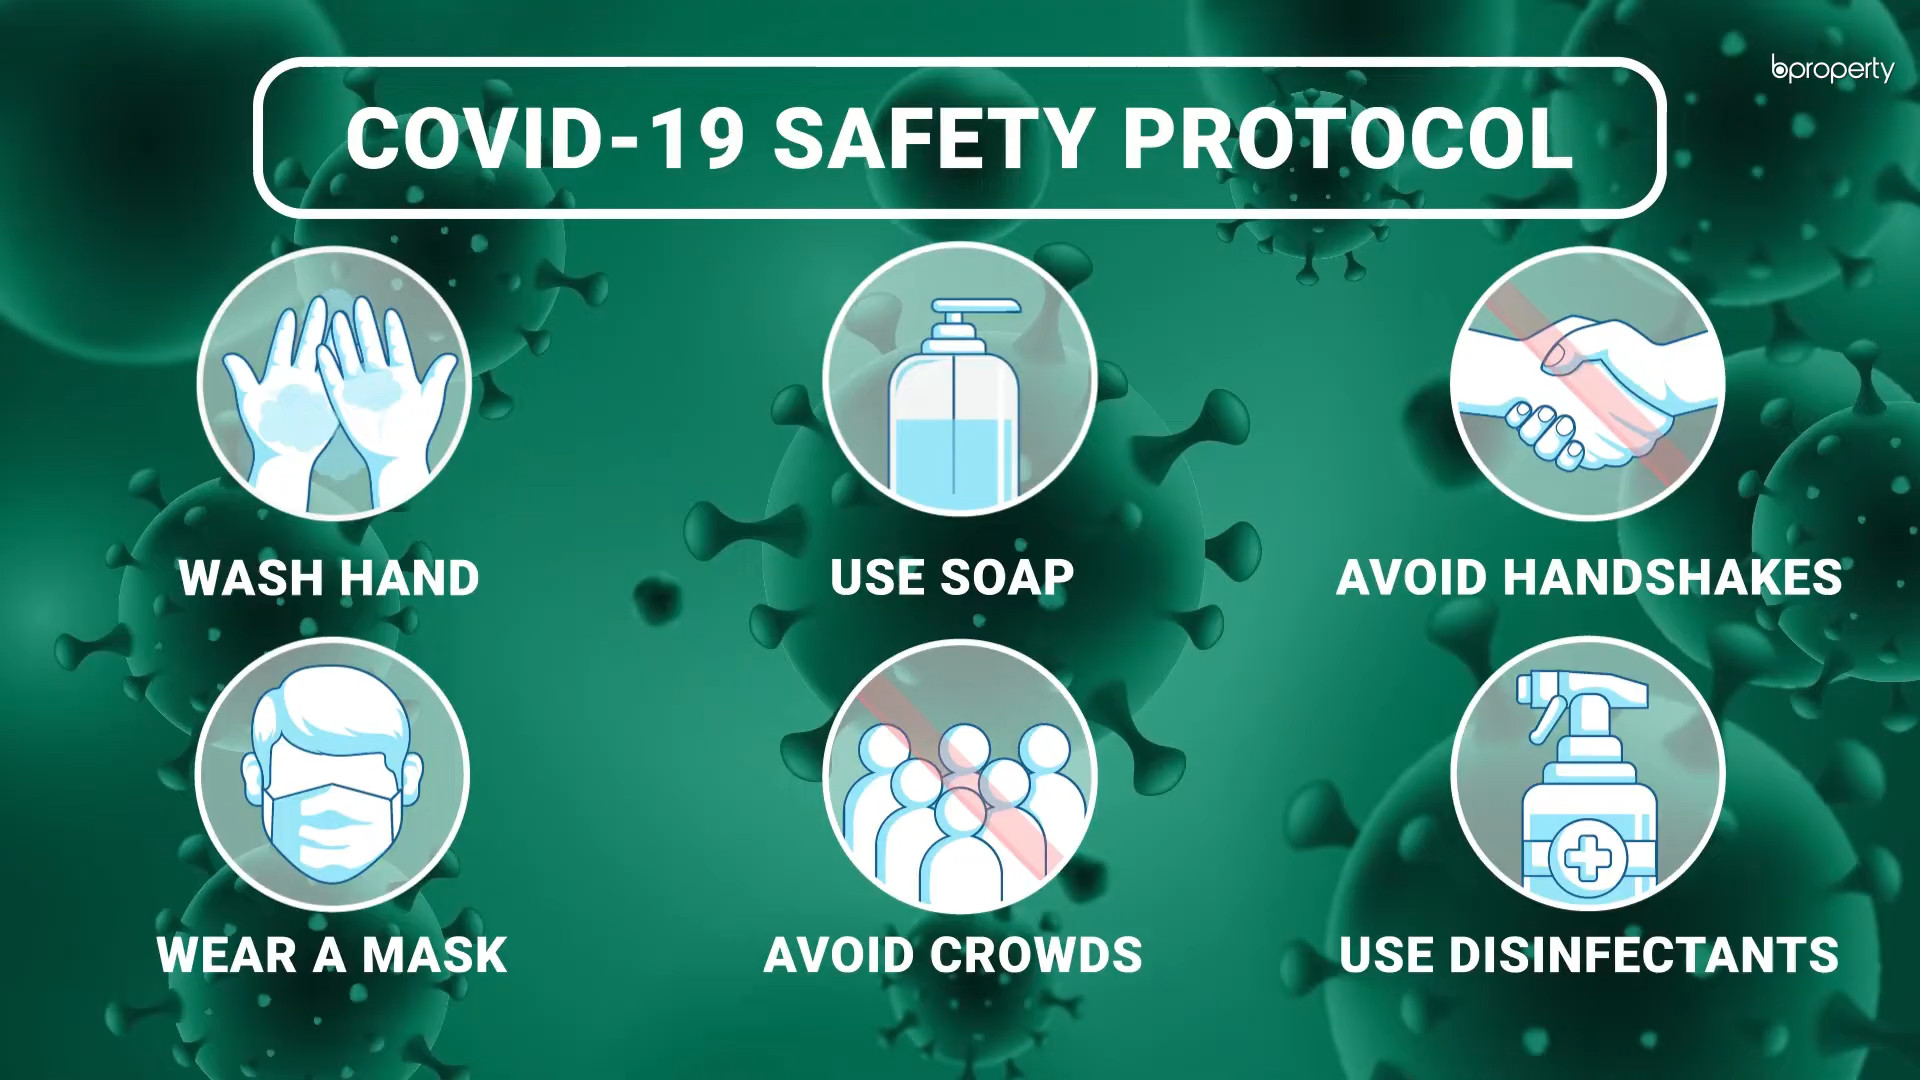 bproperty
COVID-19 SAFETY PROTOCOL
WASH HAND
USE SOAP
AVOID HANDSHAKES
WEAR A MASK
AVOID CROWDS
USE DISINFECTANTS